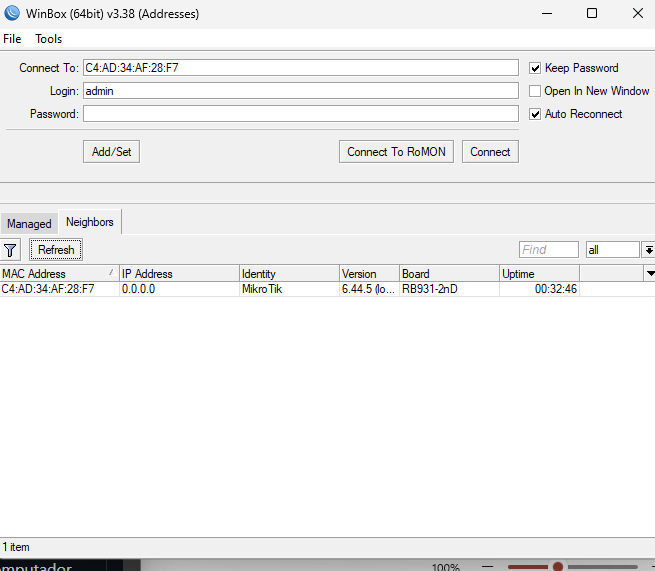 WinBox (64bit) v3.38 (Addresses)
File Tools
Connect To: C4:AD:34:AF:28:F7
Keep Password
Login: admin
Open In New Window
Password:
Auto Reconnect
Add/Set
Connect To RoMON
Connect
Managed
Neighbors
Refresh
Find
all
MAC Address IP Address Identity Version Board Uptime
C4:AD:34:AF:28:F7 0.0.0.0 MikroTik 6.44.5 (lo... RB931-2nD 00:32:46
1 item
100%